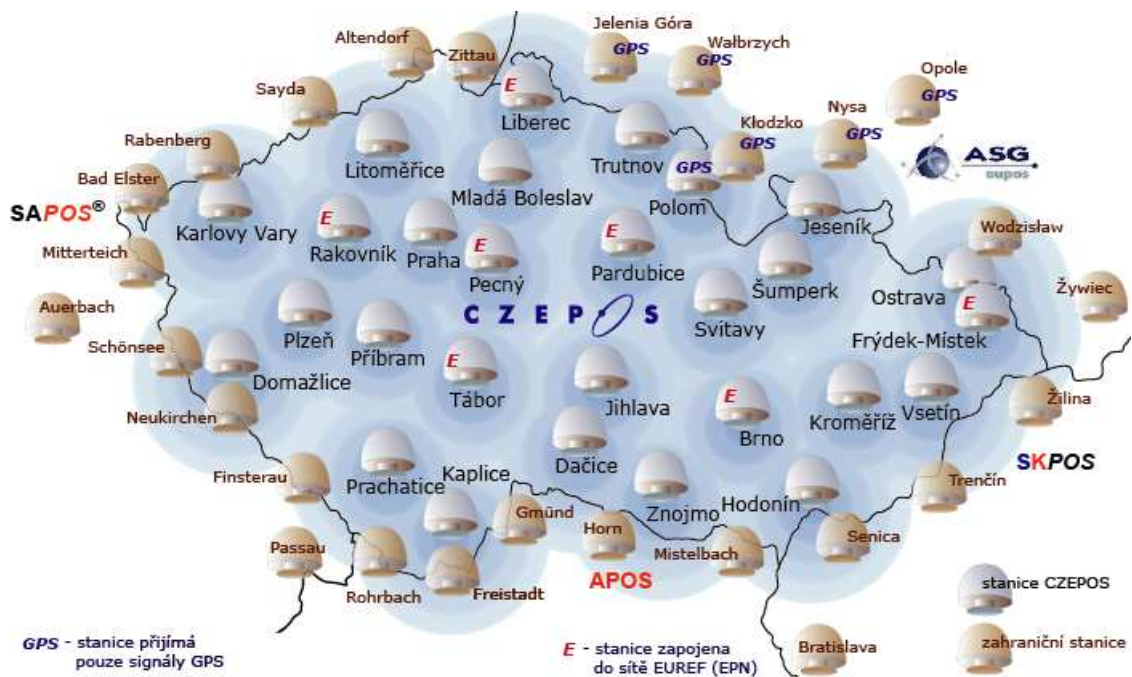 Jelenia Góra
GPS
Altendorf
Zittau
Wałbrzych
GPS
Opole
GPS
Sayda
E
Liberec
Nysa
GPS
Kłodzko
GPS
Rabenberg
Litoměřice
Trutnov
GPS
ASG
eupos
Bad Elster
Mladá Boleslav
Polom
SAPOS®
Karlovy Vary
E
Rakovník
Praha
E
Pecný
E
Pardubice
Jeseník
Wodzisław
Mitterteich
Šumperk
Ostrava
E
Żywiec
Auerbach
CZEPOS
Svitavy
Frýdek-Místek
Schönsee
Plzeň
Příbram
Domažlice
E
Tábor
Jihlava
E
Brno
Kroměříž
Vsetín
Žilina
Neukirchen
Dačice
SKPOS
Finsterau
Prachatice
Kaplice
Znojmo
Hodonín
Trenčín
Gmünd
Horn
Mistelbach
Senica
Passau
Rohrbach
Freistadt
APOS
stanice CZEPOS
GPS - stanice přijímá
pouze signály GPS
E - stanice zapojena
do sítě EUREF (EPN)
Bratislava
zahraniční stanice